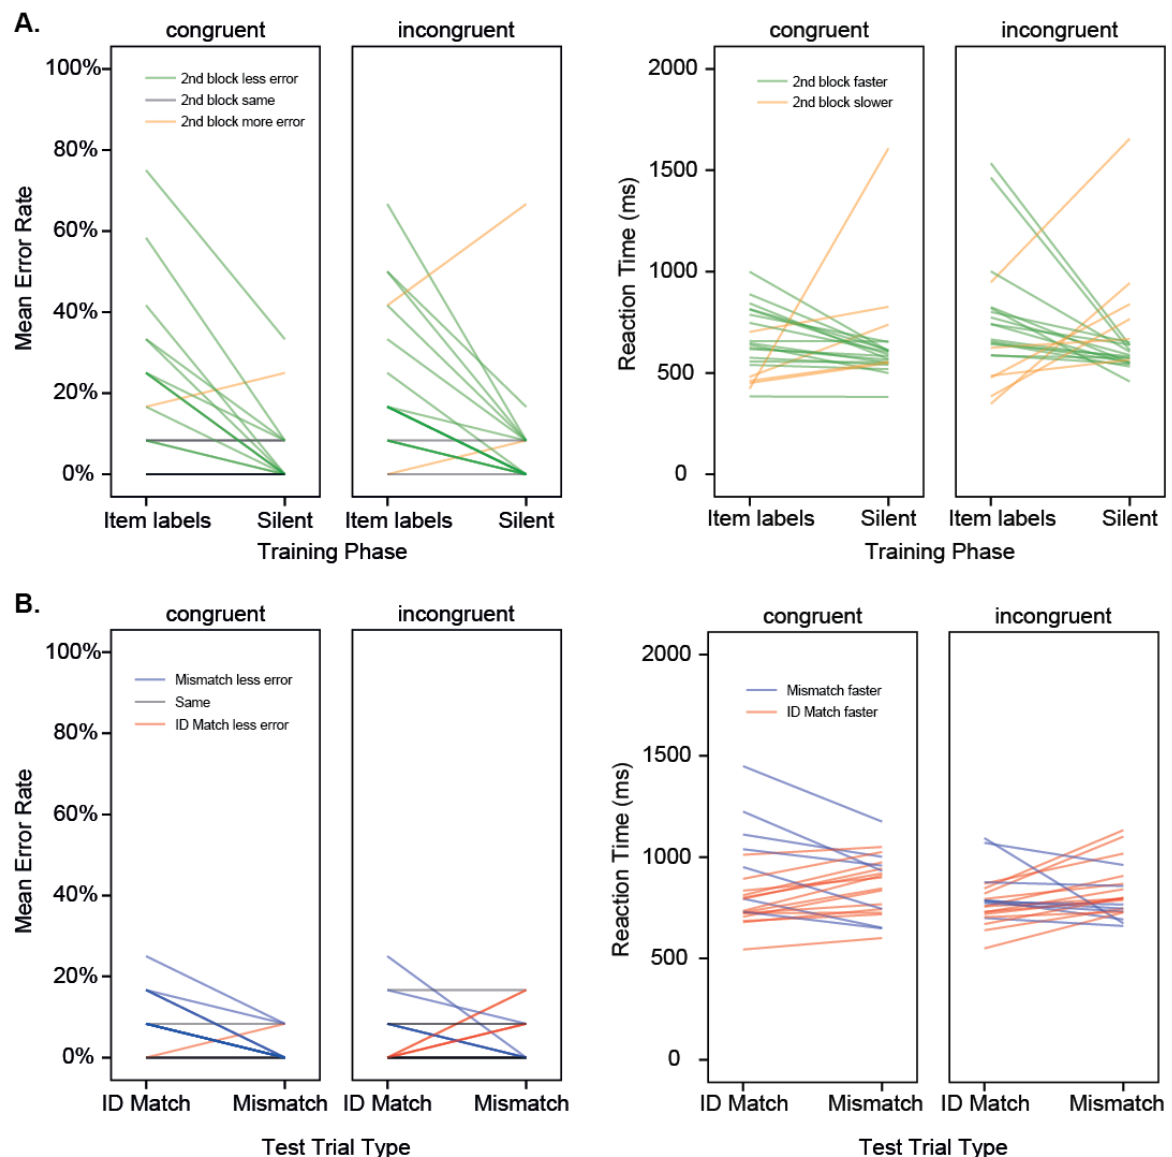 A.
congruent
incongruent
100%
80%
60%
40%
20%
0%
Mean Error Rate
2nd block less error
2nd block same
2nd block more error
Item labels
Silent
Item labels
Silent
Training Phase
congruent
incongruent
2000
1500
1000
500
0
Reaction Time (ms)
2nd block faster
2nd block slower
Item labels
Silent
Item labels
Silent
Training Phase
B.
congruent
incongruent
100%
80%
60%
40%
20%
0%
Mean Error Rate
Mismatch less error
Same
ID Match less error
ID Match
Mismatch
ID Match
Mismatch
Test Trial Type
congruent
incongruent
2000
1500
1000
500
0
Reaction Time (ms)
Mismatch faster
ID Match faster
ID Match
Mismatch
ID Match
Mismatch
Test Trial Type